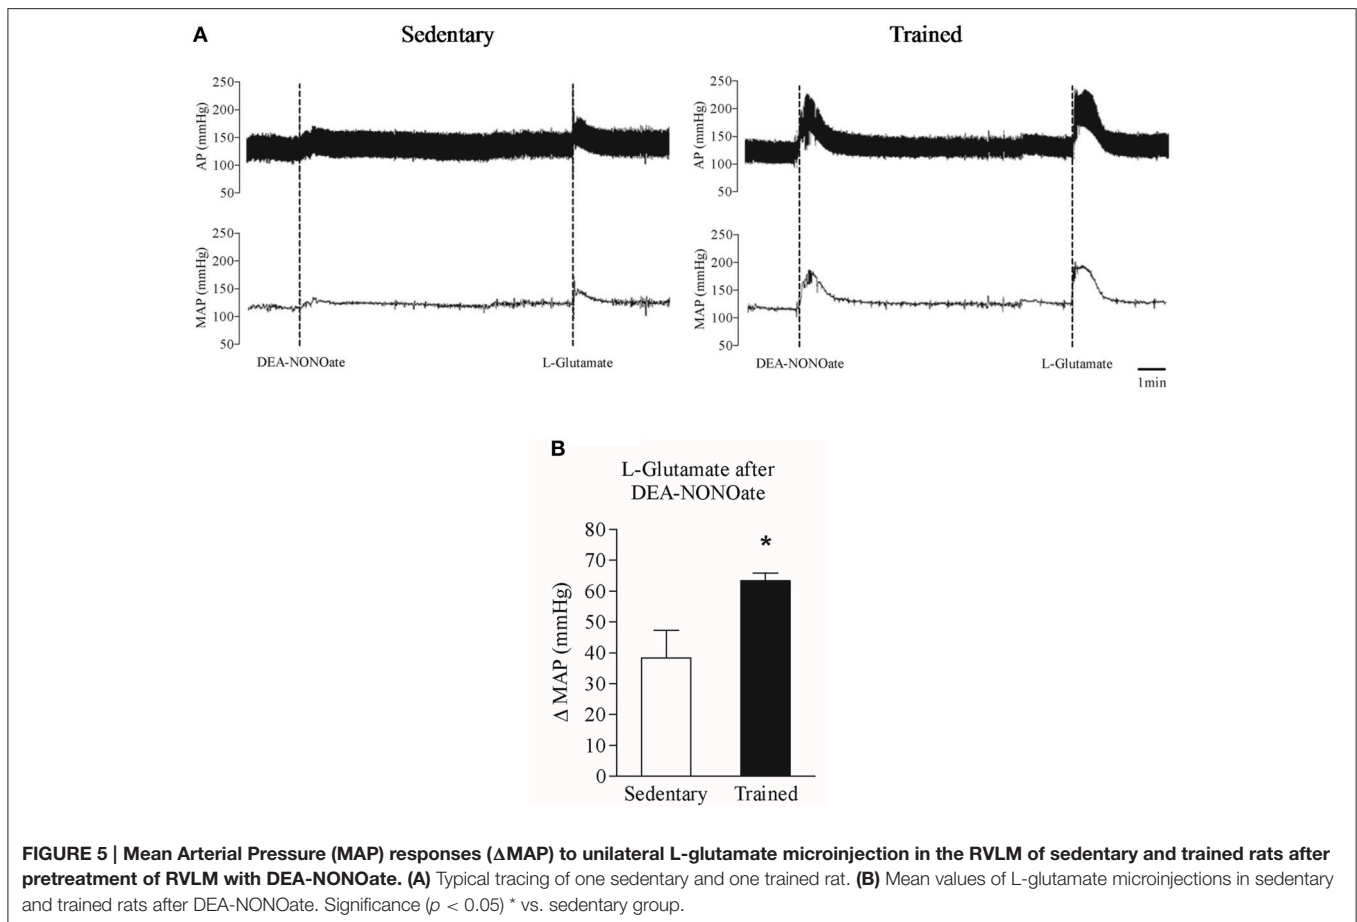 A
Sedentary
Trained
250
200
150
100
50
AP (mmHg)
250
200
150
100
50
AP (mmHg)
250
200
150
100
50
MAP (mmHg)
250
200
150
100
50
MAP (mmHg)
DEA-NONOate
L-Glutamate
DEA-NONOate
L-Glutamate
1min
B
L-Glutamate after
DEA-NONOate
80
70
60
50
40
30
20
10
0
Δ MAP (mmHg)
*
Sedentary
Trained
FIGURE 5 | Mean Arterial Pressure (MAP) responses (ΔMAP) to unilateral L-glutamate microinjection in the RVLM of sedentary and trained rats after
pretreatment of RVLM with DEA-NONOate. (A) Typical tracing of one sedentary and one trained rat. (B) Mean values of L-glutamate microinjections in sedentary
and trained rats after DEA-NONOate. Significance (p < 0.05) * vs. sedentary group.